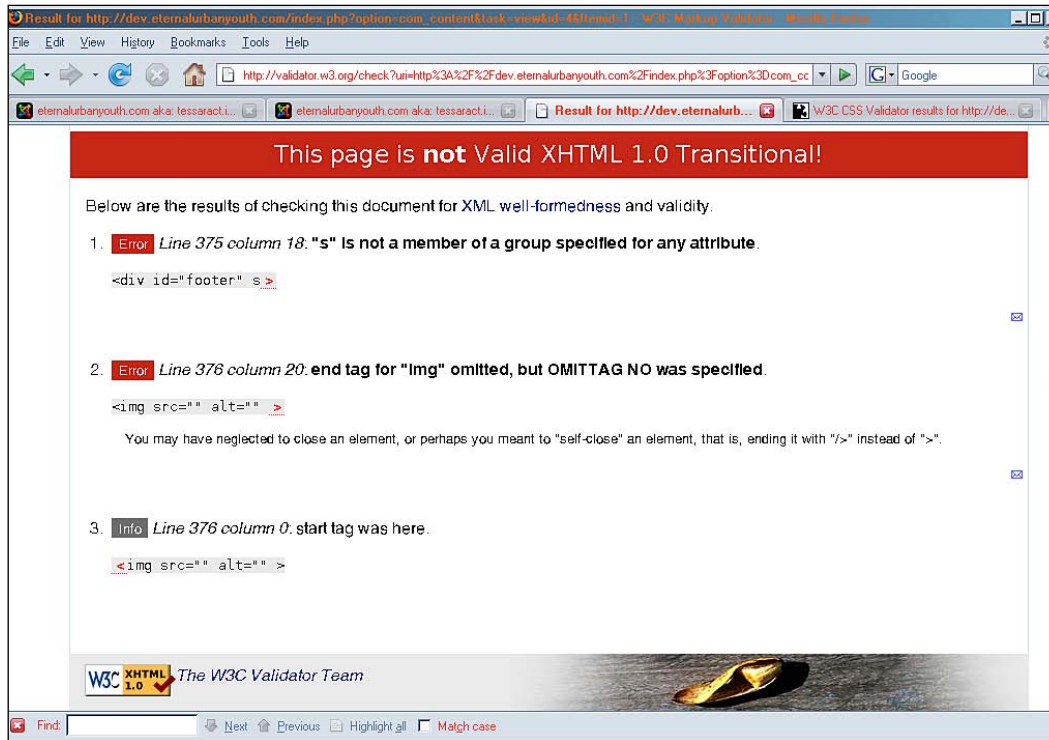 Result for http://dev.eternalurbanyouth.com/index.php?option=com_content&task=view&id=4&Itemid=1 - W3C Markup Validator - Mozilla Firefox
File Edit View History Bookmarks Tools Help
http://validator.w3.org/check?uri=http%3A%2F%2Fdev.eternalurbanyouth.com%2Findex.php%3Foption%3Dcom_cc G Google
eternalurbanyouth.com aka: tessaract.i... eternalurbanyouth.com aka: tessaract.i... Result for http://dev.eternalurb... W3C CSS Validator results for http://de...
This page is not Valid XHTML 1.0 Transitional!
Below are the results of checking this document for XML well-formedness and validity.
1. Error Line 375 column 18: "s" is not a member of a group specified for any attribute.
<div id="footer" s>
2. Error Line 376 column 20: end tag for "img" omitted, but OMITTAG NO was specified.
<img src="" alt="" >
You may have neglected to close an element, or perhaps you meant to "self-close" an element, that is, ending it with "/>" instead of ">".
3. Info Line 376 column 0: start tag was here.
<img src="" alt="" >
W3C XHTML 1.0 The W3C Validator Team
Find: Next Previous Highlight all Match case